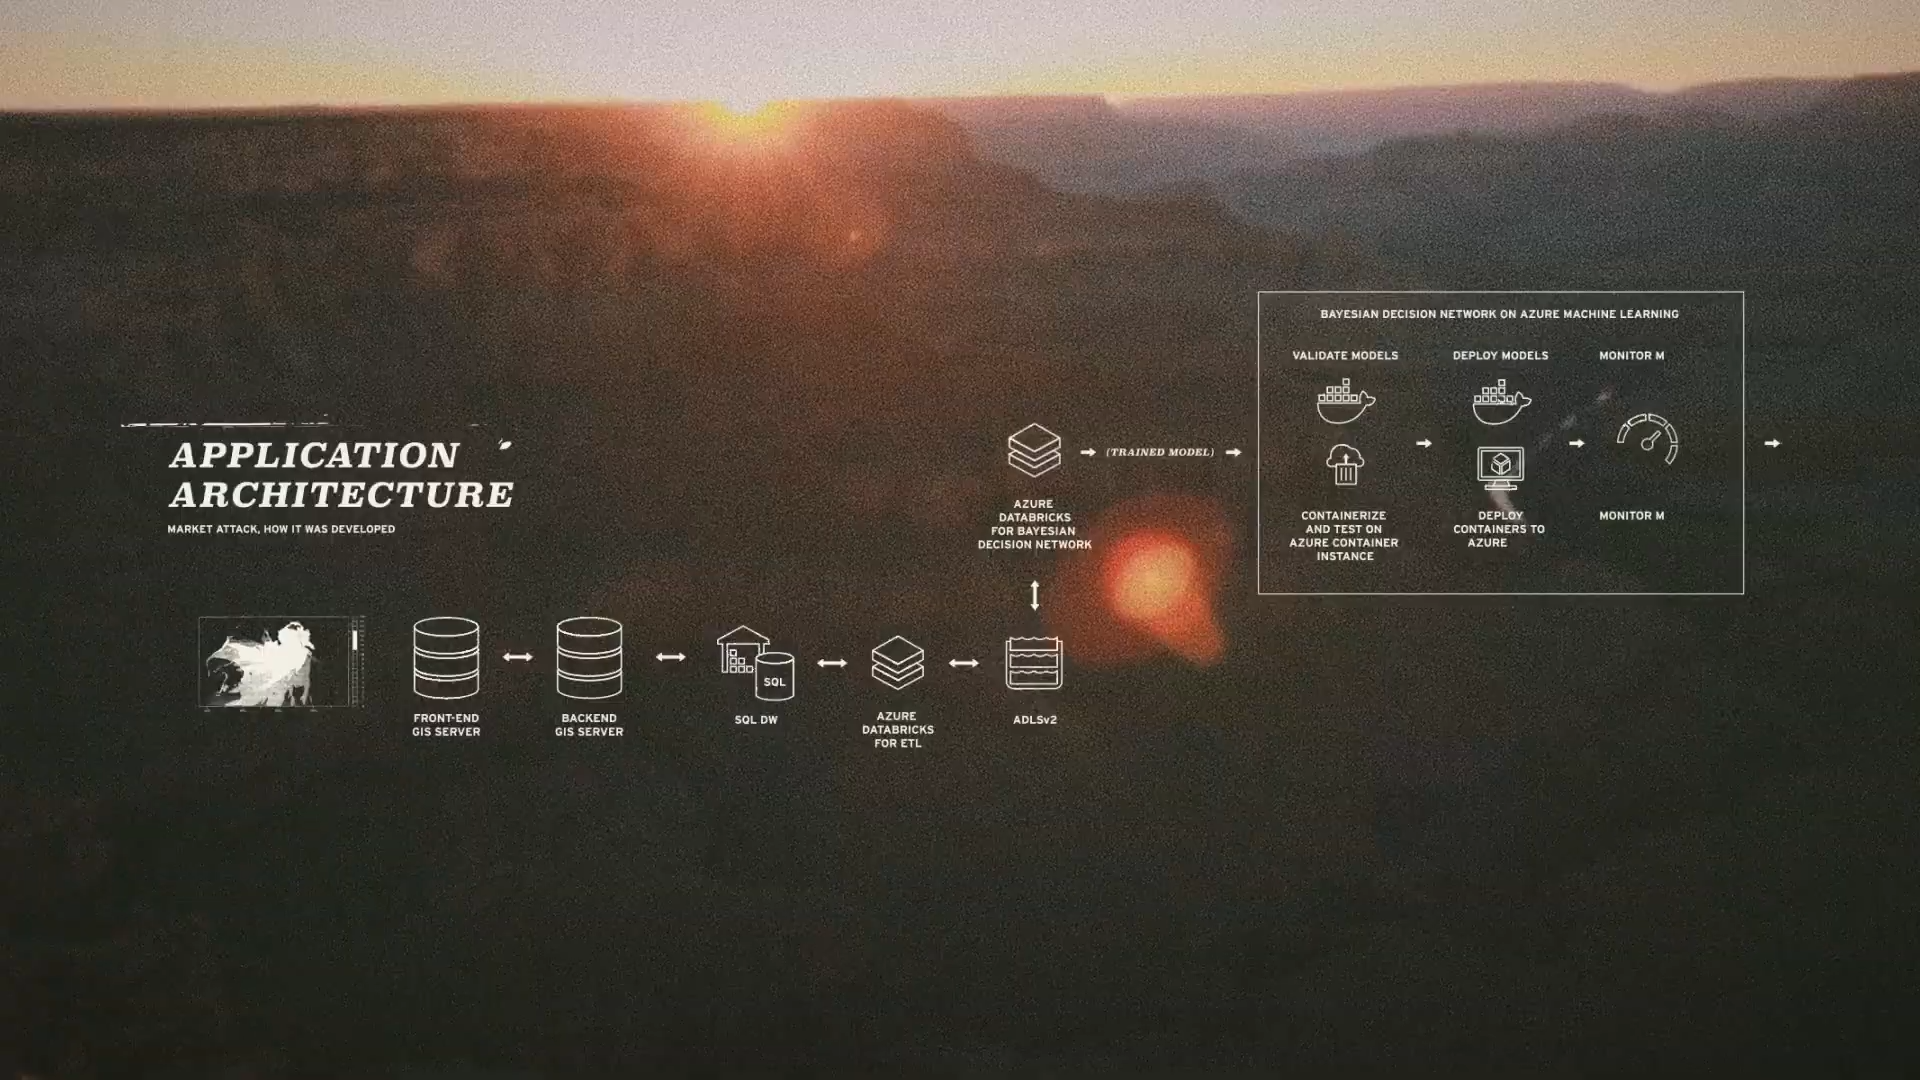 APPLICATION
ARCHITECTURE
MARKET ATTACK, HOW IT WAS DEVELOPED
BAYESIAN DECISION NETWORK ON AZURE MACHINE LEARNING
VALIDATE MODELS
DEPLOY MODELS
MONITOR M
(TRAINED MODEL)
AZURE
DATABRICKS
FOR BAYESIAN
DECISION NETWORK
CONTAINERIZE
AND TEST ON
AZURE CONTAINER
INSTANCE
DEPLOY
CONTAINERS TO
AZURE
MONITOR M
FRONT-END
GIS SERVER
BACKEND
GIS SERVER
SQL
SQL DW
AZURE
DATABRICKS
FOR ETL
ADLSv2